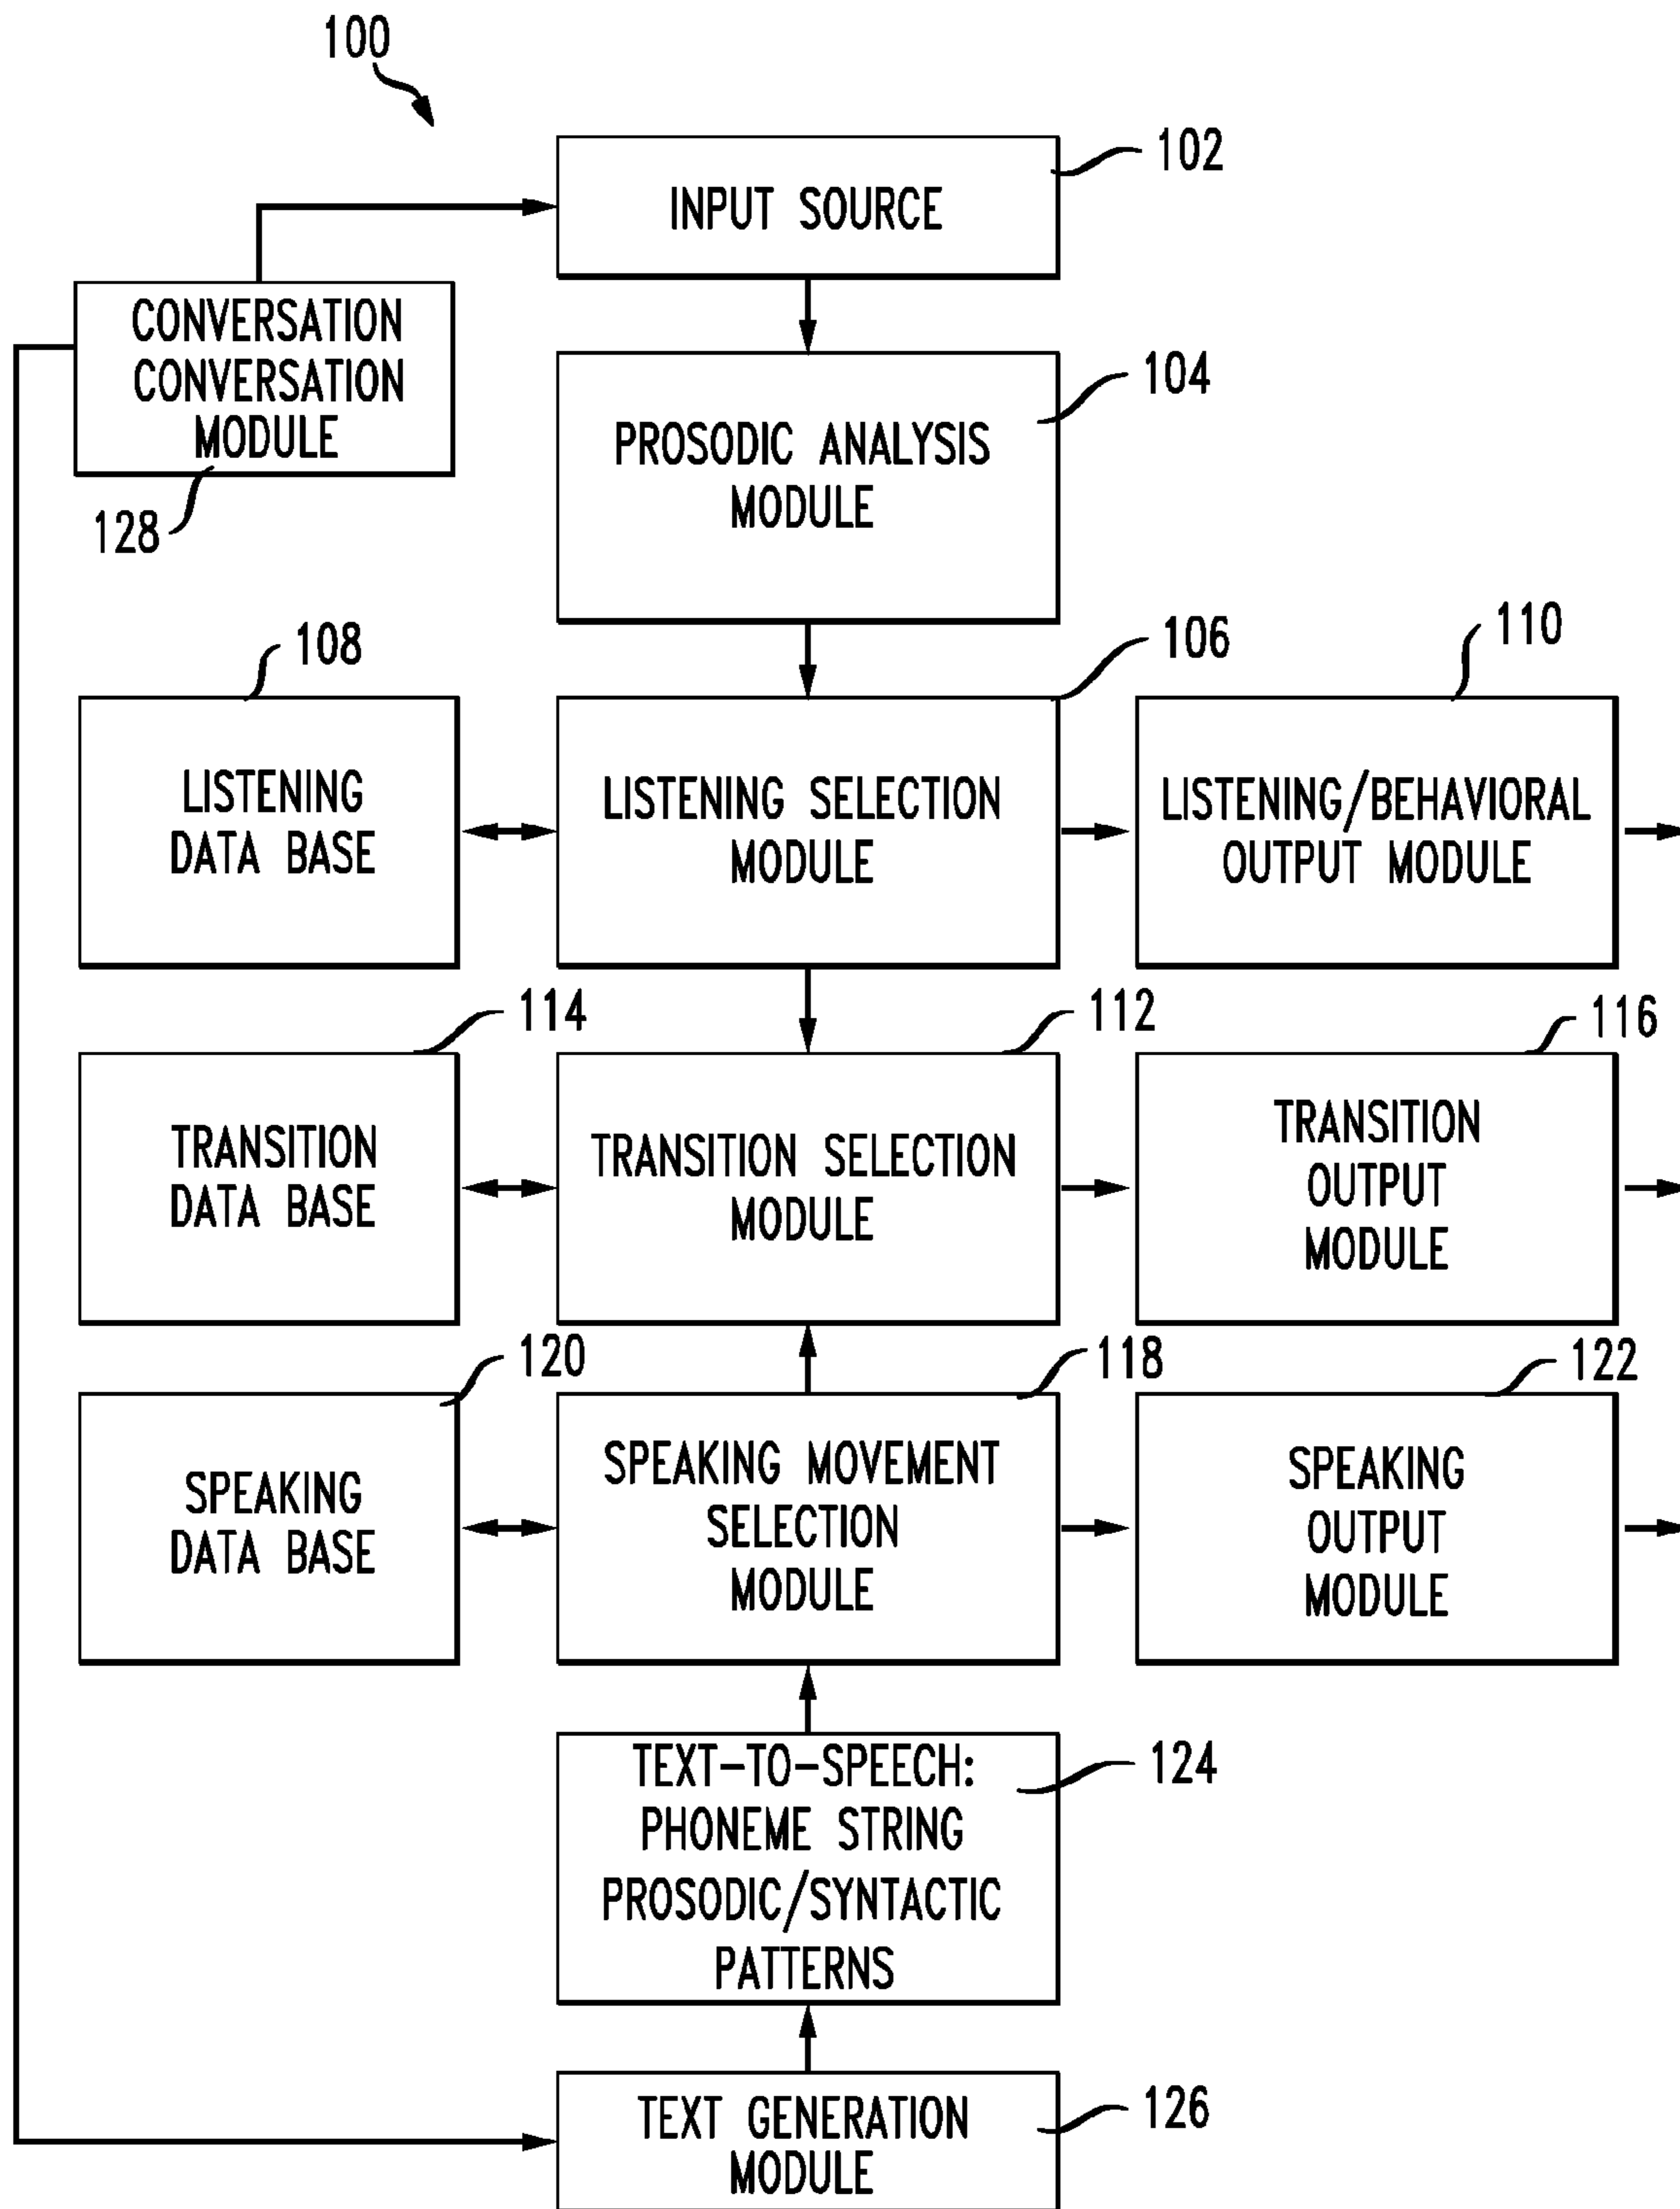 100
102
INPUT SOURCE
CONVERSATION
CONVERSATION
MODULE
128
104
PROSODIC ANALYSIS
MODULE
108
LISTENING
DATA BASE
106
LISTENING SELECTION
MODULE
110
LISTENING/BEHAVIORAL
OUTPUT MODULE
114
TRANSITION
DATA BASE
112
TRANSITION SELECTION
MODULE
116
TRANSITION
OUTPUT
MODULE
120
SPEAKING
DATA BASE
118
SPEAKING MOVEMENT
SELECTION
MODULE
122
SPEAKING
OUTPUT
MODULE
124
TEXT-TO-SPEECH:
PHONEME STRING
PROSODIC/SYNTACTIC
PATTERNS
126
TEXT GENERATION
MODULE